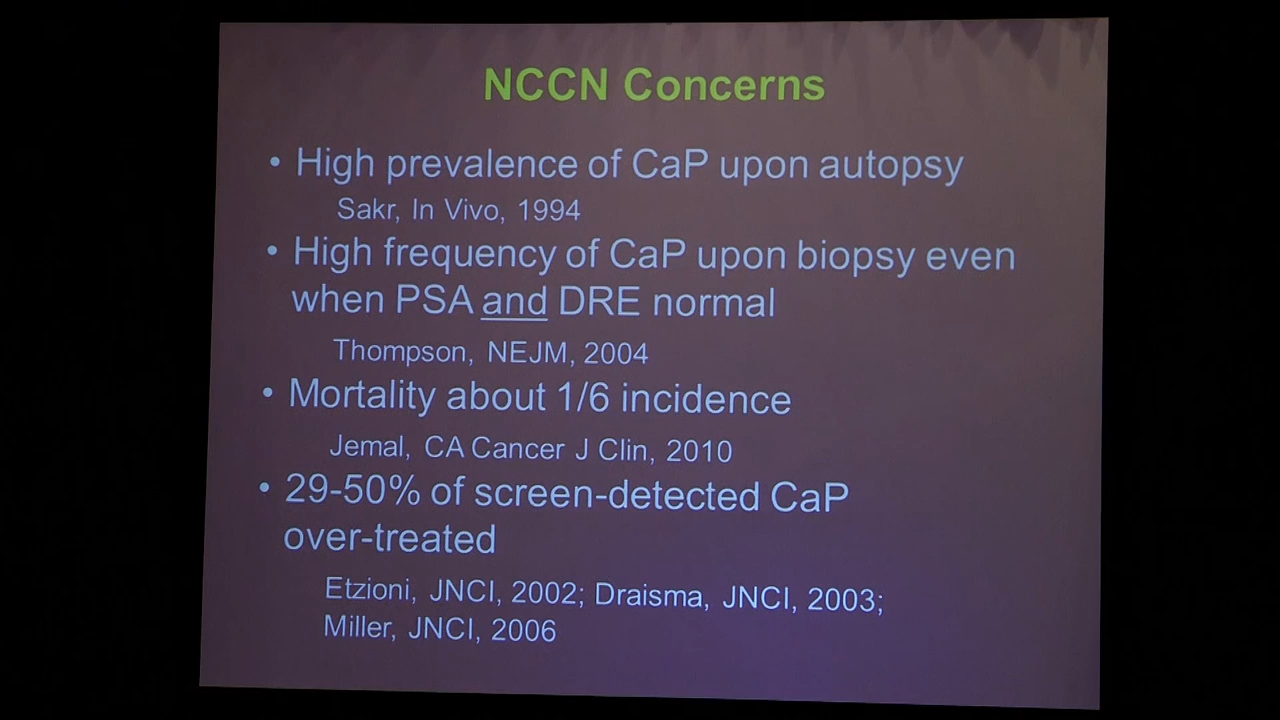 NCCN Concerns
• High prevalence of CaP upon autopsy
Sakr, In Vivo, 1994
• High frequency of CaP upon biopsy even
when PSA and DRE normal
Thompson, NEJM, 2004
• Mortality about 1/6 incidence
Jemal, CA Cancer J Clin, 2010
• 29-50% of screen-detected CaP
over-treated
Etzioni, JNCI, 2002; Draisma, JNCI, 2003;
Miller, JNCI, 2006